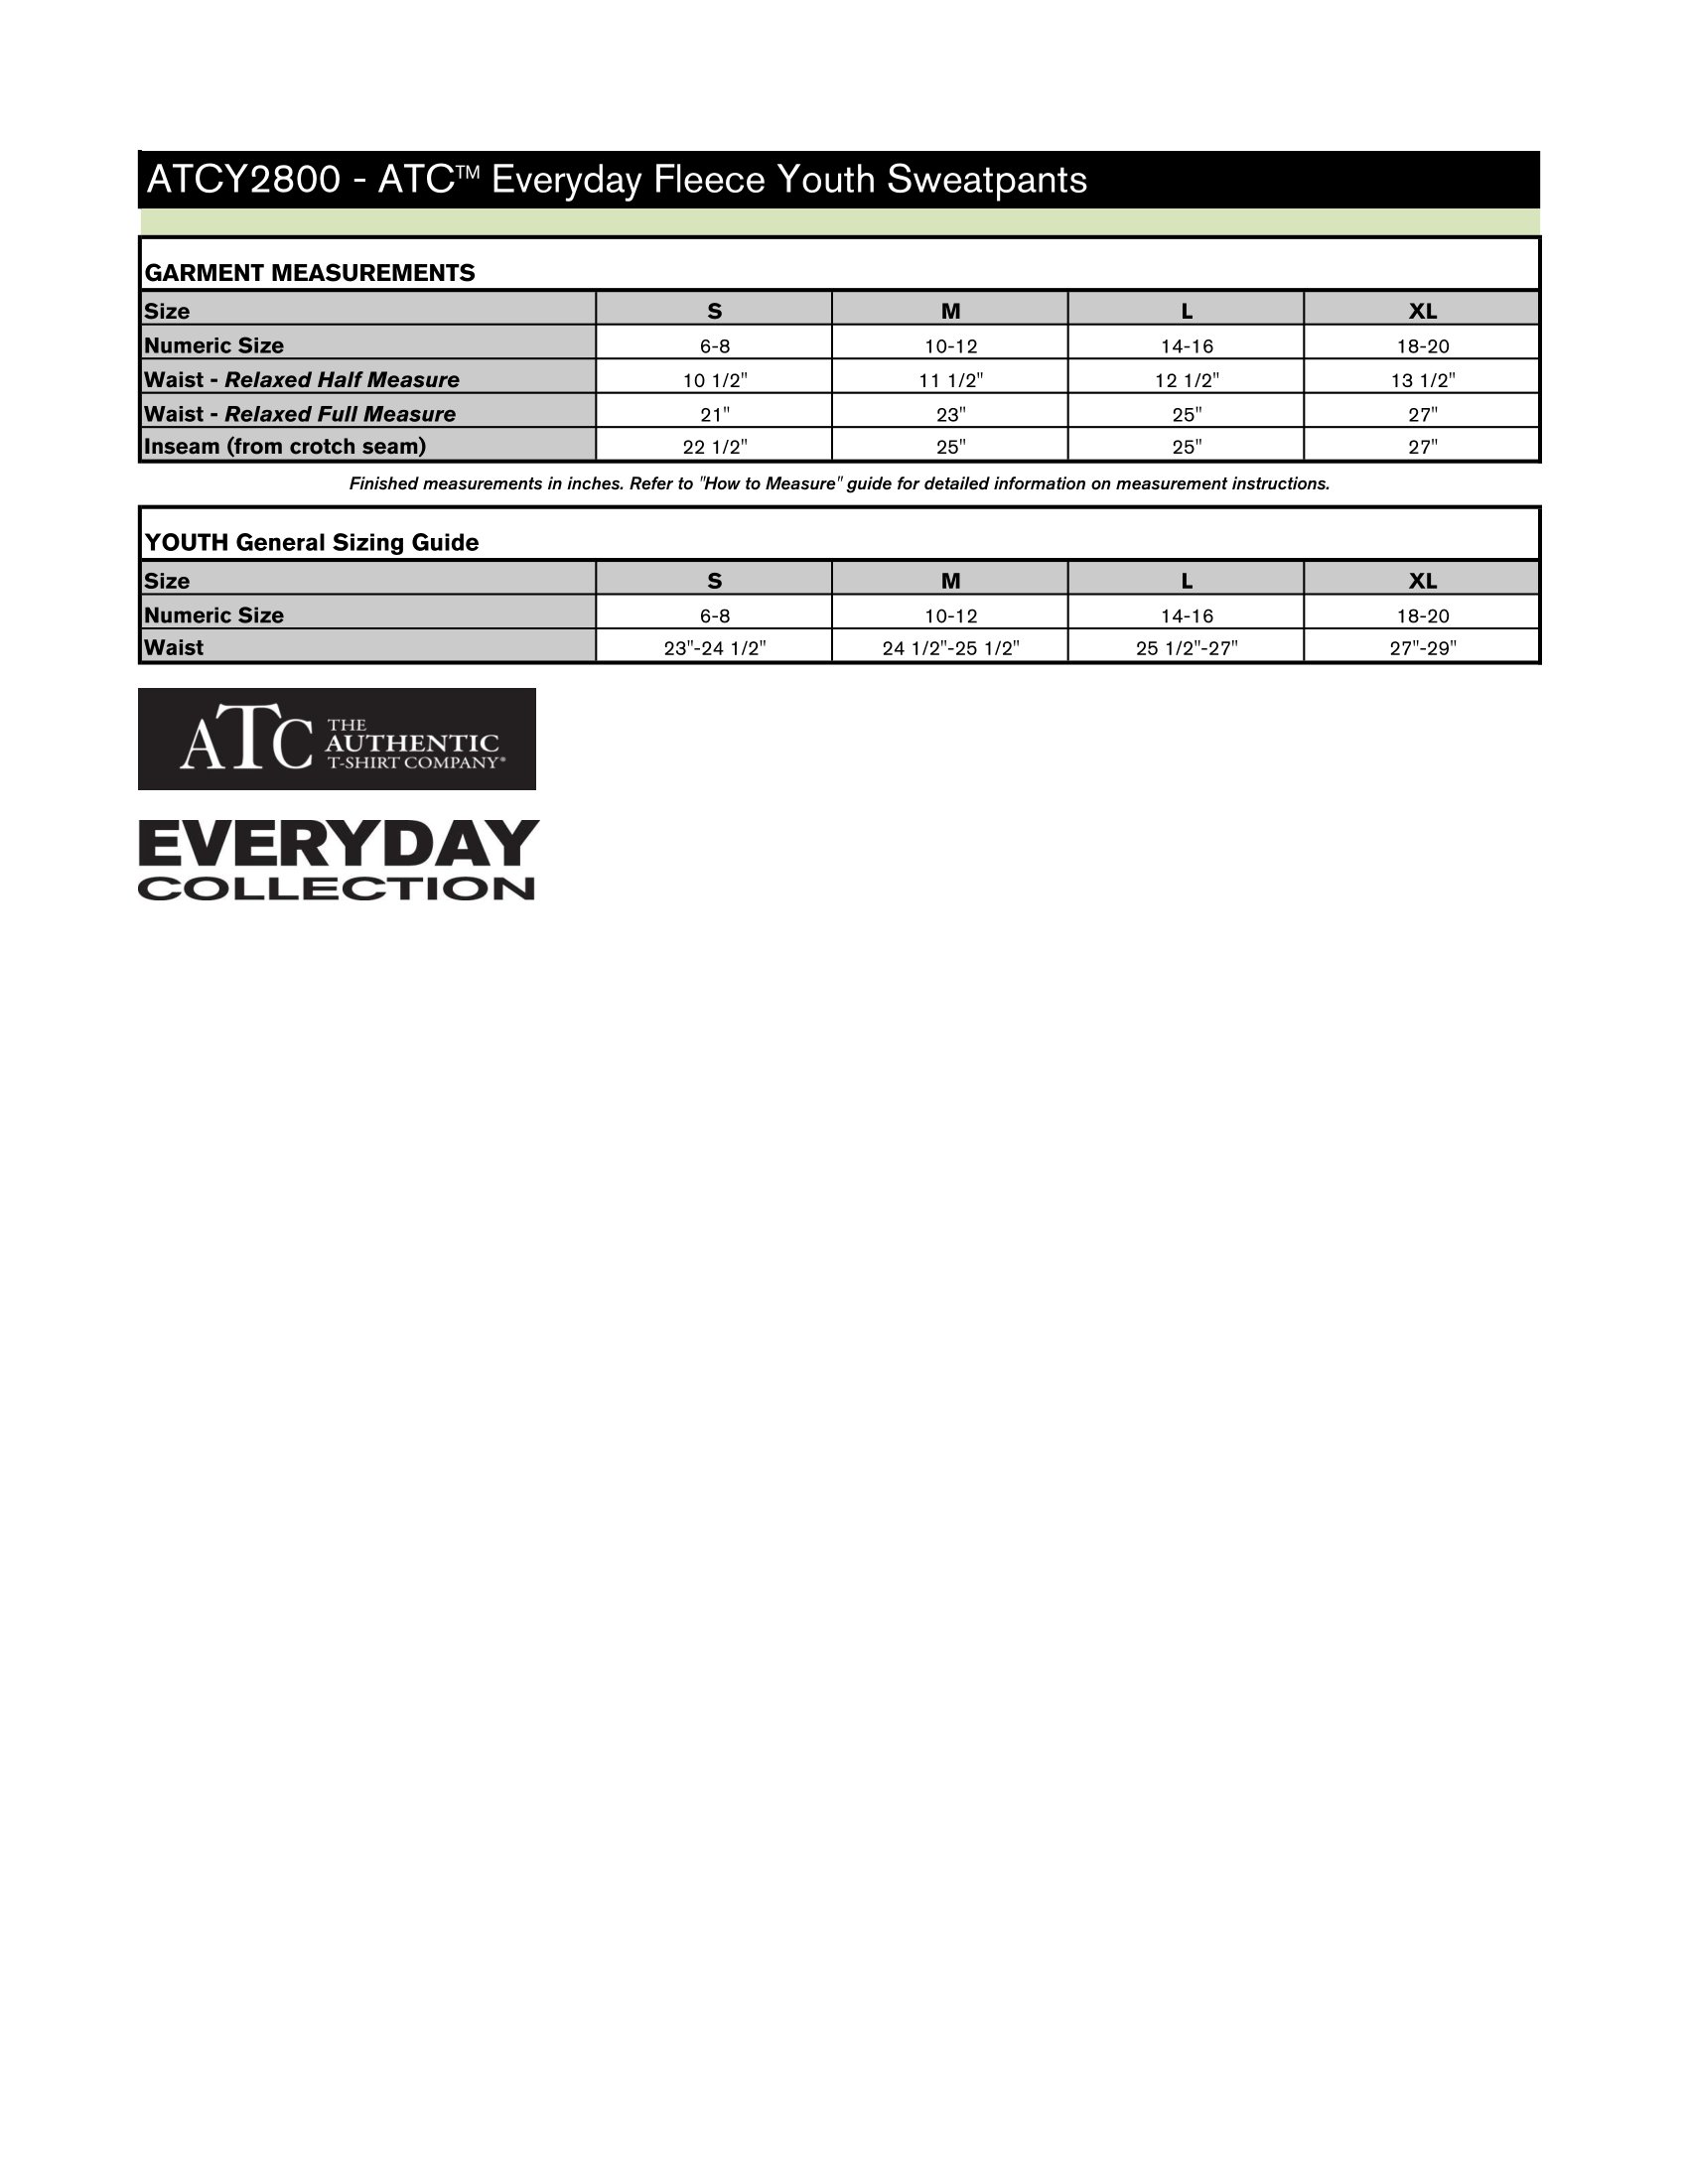 ATCY2800 - ATC™ Everyday Fleece Youth Sweatpants
GARMENT MEASUREMENTS
Size S M L XL
Numeric Size 6-8 10-12 14-16 18-20
Waist - Relaxed Half Measure 10 1/2" 11 1/2" 12 1/2" 13 1/2"
Waist - Relaxed Full Measure 21" 23" 25" 27"
Inseam (from crotch seam) 22 1/2" 25" 25" 27"
Finished measurements in inches. Refer to "How to Measure" guide for detailed information on measurement instructions.
YOUTH General Sizing Guide
Size S M L XL
Numeric Size 6-8 10-12 14-16 18-20
Waist 23"-24 1/2" 24 1/2"-25 1/2" 25 1/2"-27" 27"-29"
ATC THE
AUTHENTIC
T-SHIRT COMPANY®
EVERYDAY
COLLECTION